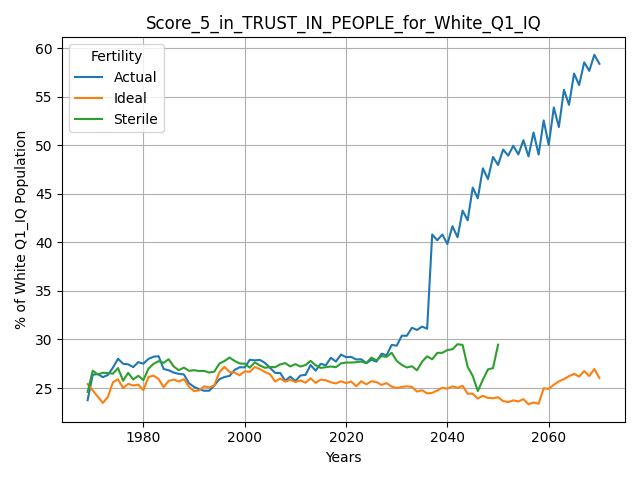 Score_5_in_TRUST_IN_PEOPLE_for_White_Q1_IQ
Fertility
Actual
Ideal
Sterile
% of White Q1_IQ Population
60
55
50
45
40
35
30
25
1980
2000
2020
2040
2060
Years